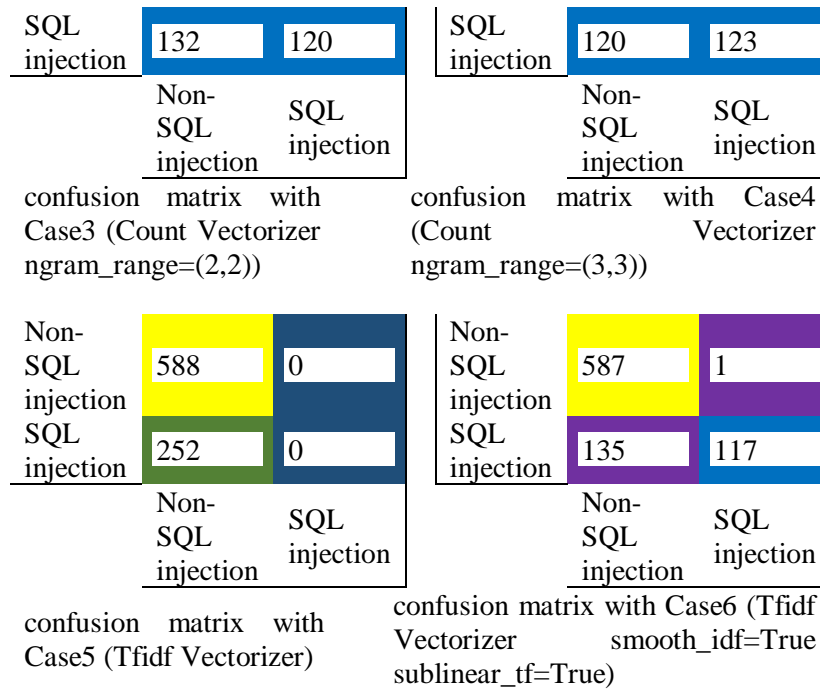 SQL
injection
132
120
Non-
SQL
injection
SQL
injection
confusion matrix with
Case3 (Count Vectorizer
ngram_range=(2,2))
SQL
injection
120
123
Non-
SQL
injection
SQL
injection
confusion matrix with Case4
(Count Vectorizer
ngram_range=(3,3))
Non-
SQL
injection
588
0
SQL
injection
252
0
Non-
SQL
injection
SQL
injection
confusion matrix with
Case5 (Tfidf Vectorizer)
Non-
SQL
injection
587
1
SQL
injection
135
117
Non-
SQL
injection
SQL
injection
confusion matrix with Case6 (Tfidf
Vectorizer smooth_idf=True
sublinear_tf=True)